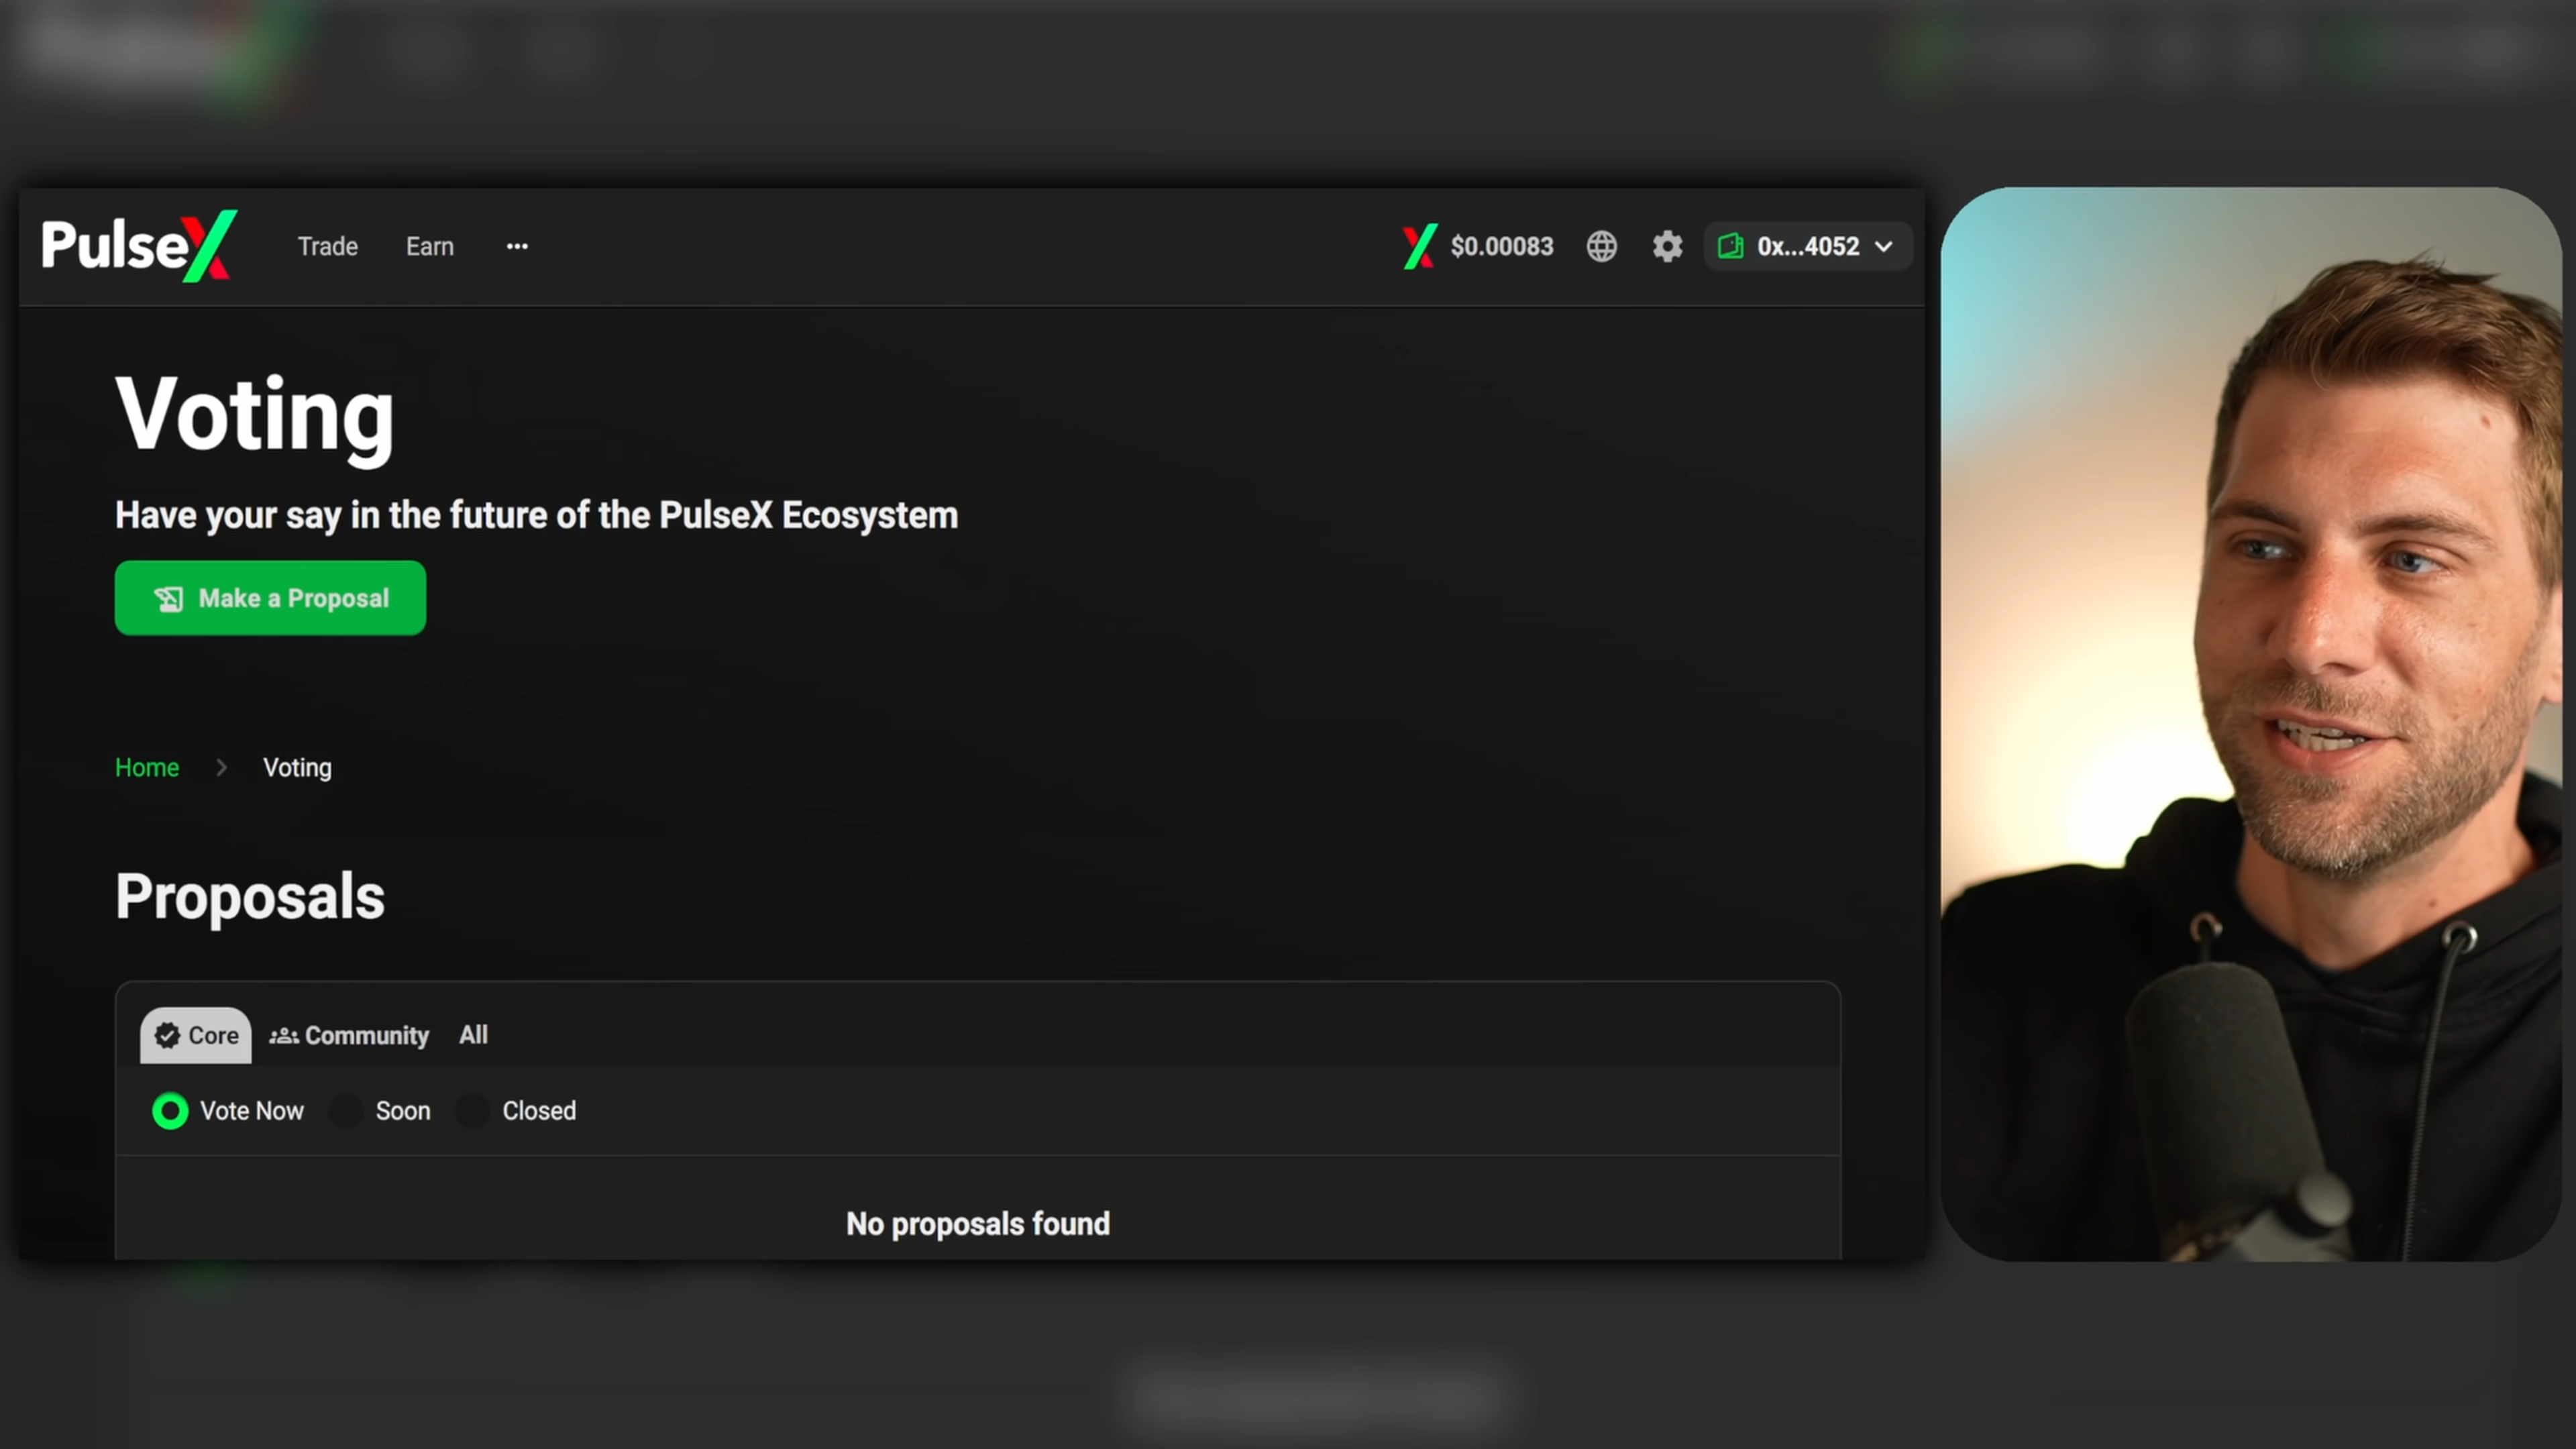 PulseX
Trade Earn ...
$0.00083
0x...4052
Voting
Have your say in the future of the PulseX Ecosystem
Make a Proposal
Home > Voting
Proposals
Core Community All
Vote Now Soon Closed
No proposals found